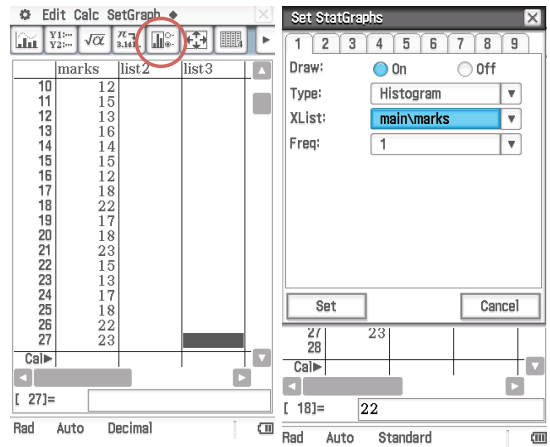 Edit Calc SetGraph
Y1:··· Y2:··· √α π 3.141
marks list2 list3
10 12
11 15
12 13
13 16
14 14
15 15
16 12
17 18
18 22
19 17
20 18
21 23
22 15
23 13
24 17
25 18
26 22
27 23
Cal▶
[ 27]=
Rad Auto Decimal
Set StatGraphs
1 2 3 4 5 6 7 8 9
Draw: On Off
Type: Histogram
XList: main\marks
Freq: 1
Set Cancel
27 23
28
Cal▶
[ 18]= 22
Rad Auto Standard